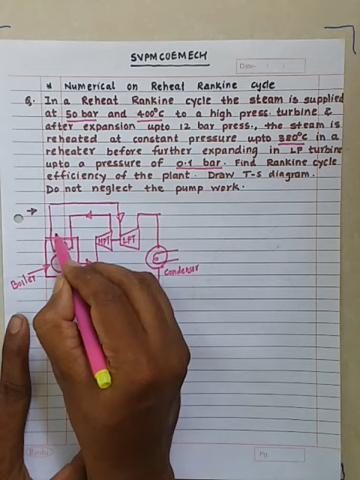 SVPMCOEMECH
Date:
* Numerical on Reheat Rankine Cycle
Q. In a Reheat Rankine cycle the steam is supplied
at 50 bar and 400°C to a high press. turbine &
after expansion upto 12 bar press., the steam is
reheated at constant pressure upto 380°C in a
reheater before further expanding in LP turbine
upto a pressure of 0.1 bar. Find Rankine cycle
efficiency of the plant. Draw T-S diagram.
Do not neglect the pump work.
HPT LPT
Condensor
Boiler
Pg.